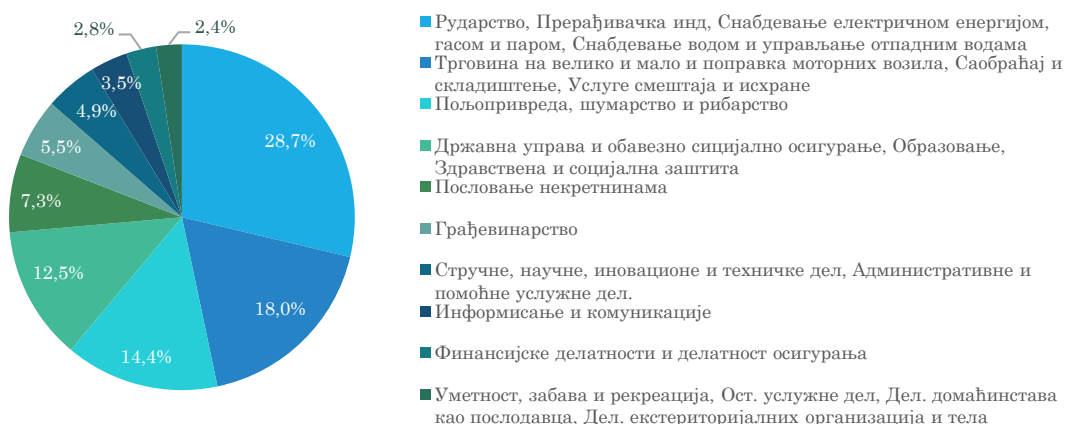 2,8%
2,4%
3,5%
4,9%
5,5%
7,3%
12,5%
14,4%
18,0%
28,7%
Рударство, Прерађивачка инд, Снабдевање електричном енергијом,
гасом и паром, Снабдевање водом и управљање отпадним водама
Трговина на велико и мало и поправка моторних возила, Саобраћај и
складиштење, Услуге смештаја и исхране
Пољопривреда, шумарство и рибарство
Државна управа и обавезно сицијално осигурање, Образовање,
Здравствена и социјална заштита
Пословање некретнинама
Грађевинарство
Стручне, научне, иновационе и техничке дел, Административне и
помоћне услужне дел.
Информисање и комуникације
Финансијске делатности и делатност осигурања
Уметност, забава и рекреација, Ост. услужне дел, Дел. домаћинстава
као послодавца, Дел. екстериторијалних организација и тела